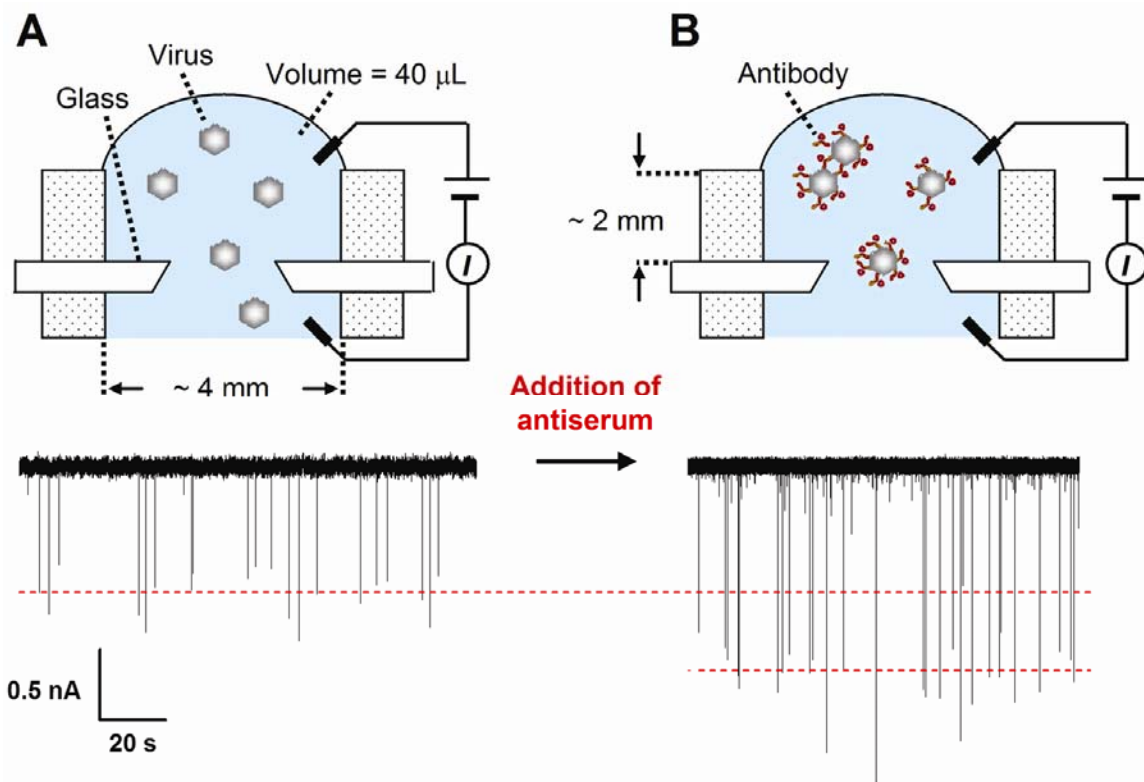 A
Virus
Volume = 40 μL
Glass
~ 4 mm
B
Antibody
~ 2 mm
I
I
Addition of
antiserum
0.5 nA
20 s